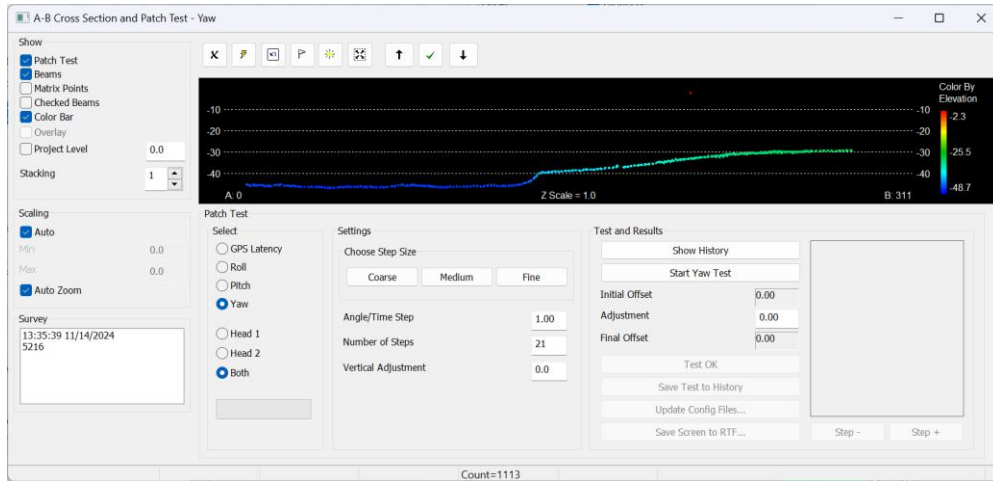 A-B Cross Section and Patch Test - Yaw
Show
Patch Test
Beams
Matrix Points
Checked Beams
Color Bar
Overlay
Project Level 0.0
Stacking 1
Scaling
Auto
Min 0.0
Max 0.0
Auto Zoom
Survey
13:35:39 11/14/2024
5216
Color By
Elevation
-10 -10 -2.3
-20 -20
-30 -30 -25.5
-40 -40
-48.7
A: 0 Z Scale = 1.0 B: 311
Patch Test
Select
GPS Latency
Roll
Pitch
Yaw
Head 1
Head 2
Both
Settings
Choose Step Size
Coarse Medium Fine
Angle/Time Step 1.00
Number of Steps 21
Vertical Adjustment 0.0
Test and Results
Show History
Start Yaw Test
Initial Offset 0.00
Adjustment 0.00
Final Offset 0.00
Test OK
Save Test to History
Update Config Files...
Save Screen to RTF...
Step - Step +
Count=1113